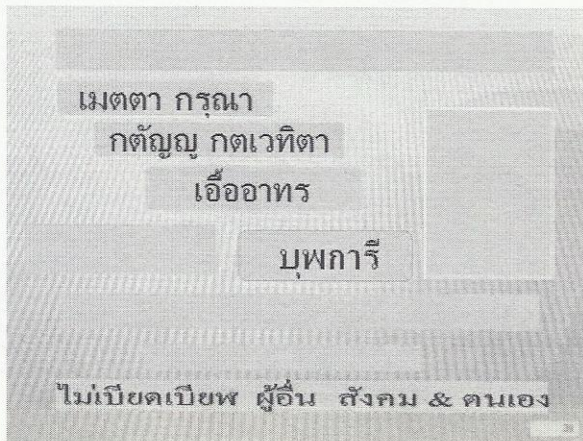 เมตตา กรุณา
กตัญญู กตเวทิตา
เอื้ออาทร
บุพการี
ไม่เบียดเบียฬ ผู้อื่น สังคม & ตนเอง